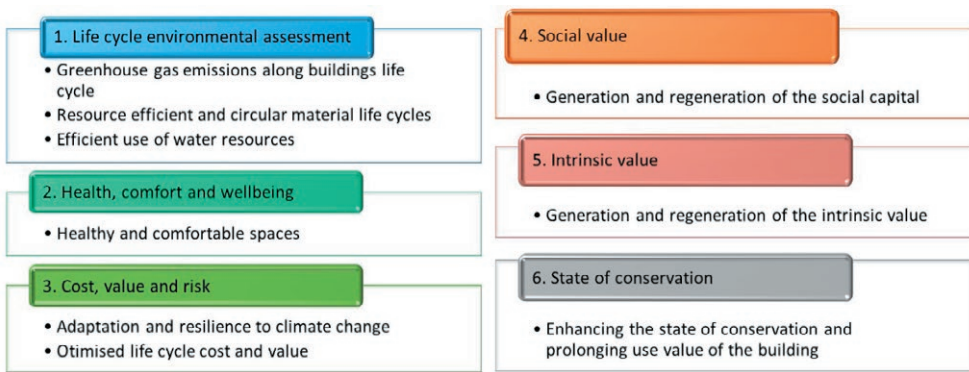 1. Life cycle environmental assessment
• Greenhouse gas emissions along buildings life
cycle
• Resource efficient and circular material life cycles
• Efficient use of water resources
2. Health, comfort and wellbeing
• Healthy and comfortable spaces
3. Cost, value and risk
• Adaptation and resilience to climate change
• Otimised life cycle cost and value
4. Social value
• Generation and regeneration of the social capital
5. Intrinsic value
• Generation and regeneration of the intrinsic value
6. State of conservation
• Enhancing the state of conservation and
prolonging use value of the building